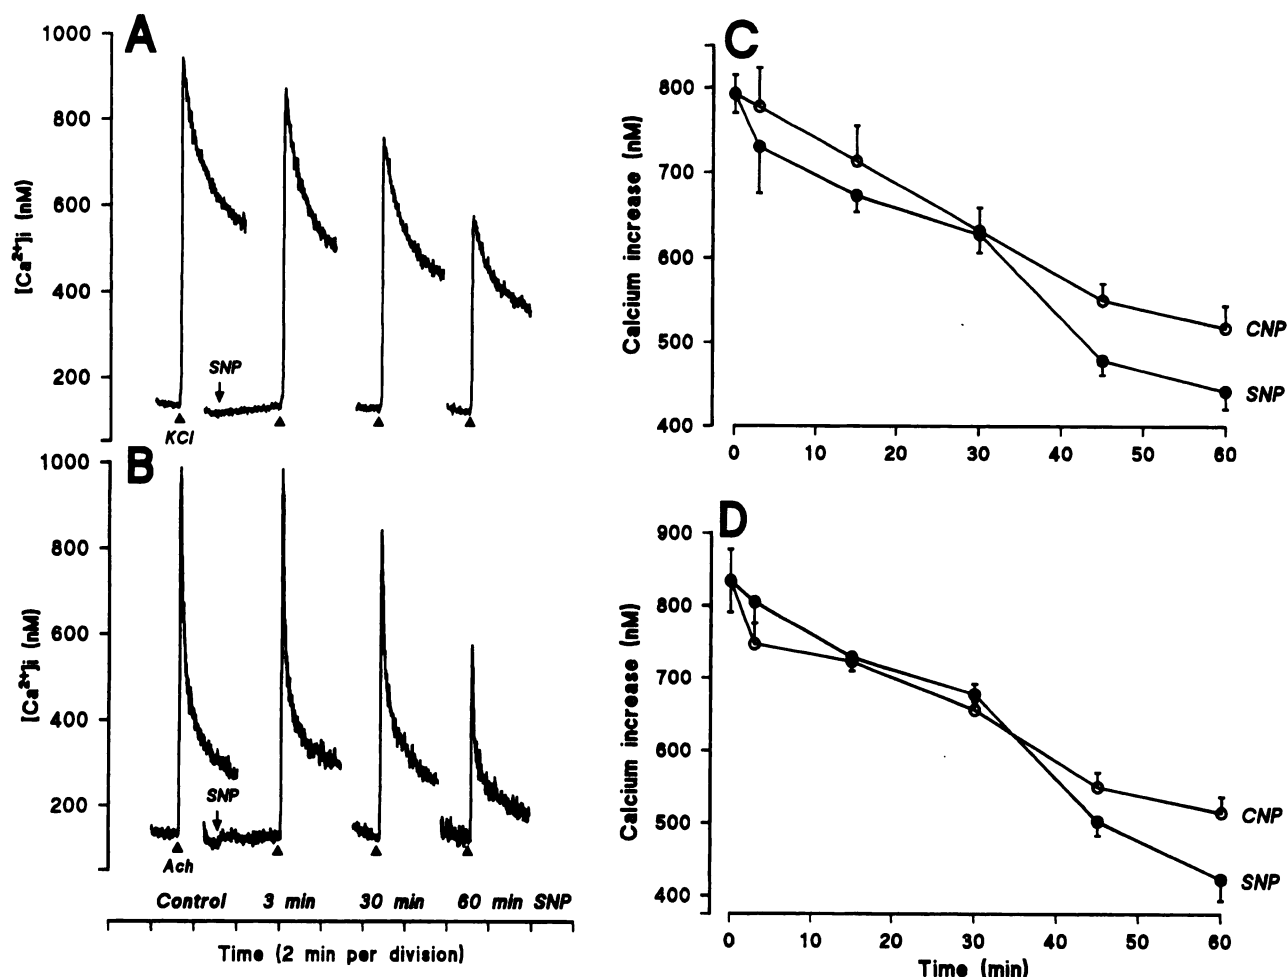 A
1000
800
600
400
200
[Ca²⁺]i (nM)
SNP
KCl
B
1000
800
600
400
200
[Ca²⁺]i (nM)
SNP
Ach
Control 3 min 30 min 60 min SNP
Time (2 min per division)
C
800
700
600
500
400
Calcium increase (nM)
CNP
SNP
0 10 20 30 40 50 60
D
900
800
700
600
500
400
Calcium increase (nM)
CNP
SNP
0 10 20 30 40 50 60
Time (min)